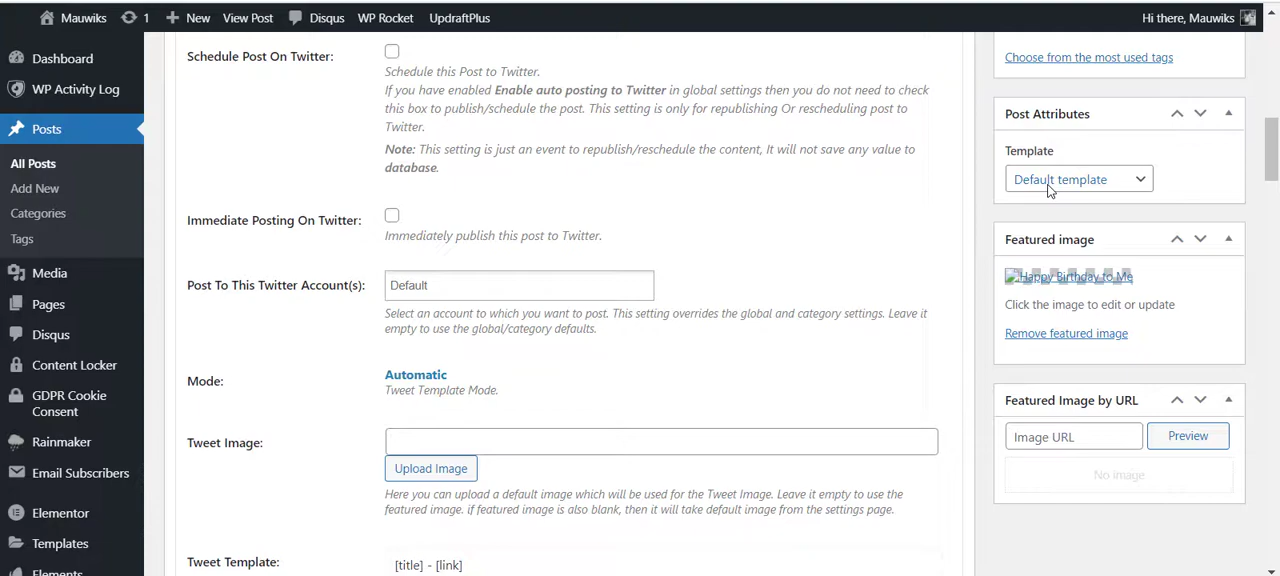 Mauwiks 1 New View Post Disqus WP Rocket UpdraftPlus Hi there, Mauwiks
Dashboard
WP Activity Log
Posts
All Posts
Add New
Categories
Tags
Media
Pages
Disqus
Content Locker
GDPR Cookie
Consent
Rainmaker
Email Subscribers
Elementor
Templates
Elements
Schedule Post On Twitter:
Schedule this Post to Twitter.
If you have enabled Enable auto posting to Twitter in global settings then you do not need to check
this box to publish/schedule the post. This setting is only for republishing Or rescheduling post to
Twitter.
Note: This setting is just an event to republish/reschedule the content, It will not save any value to
database.
Immediate Posting On Twitter:
Immediately publish this post to Twitter.
Post To This Twitter Account(s): Default
Select an account to which you want to post. This setting overrides the global and category settings. Leave it
empty to use the global/category defaults.
Mode: Automatic
Tweet Template Mode.
Tweet Image:
Upload Image
Here you can upload a default image which will be used for the Tweet Image. Leave it empty to use the
featured image. if featured image is also blank, then it will take default image from the settings page.
Tweet Template: [title] - [link]
Choose from the most used tags
Post Attributes
Template
Default template
Featured image
Happy Birthday to Me
Click the image to edit or update
Remove featured image
Featured Image by URL
Image URL Preview
No image